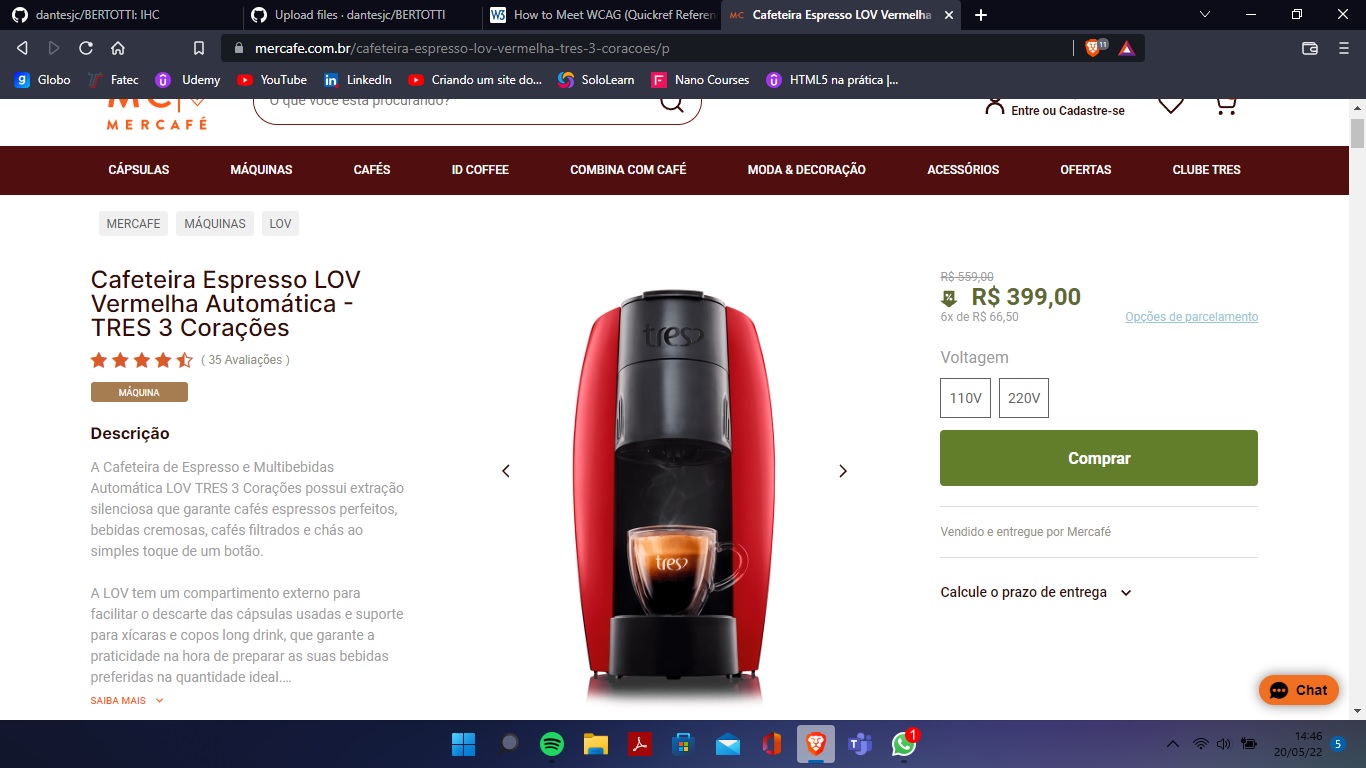 dantesjc/BERTOTTI: IHC
Upload files · dantesjc/BERTOTTI
How to Meet WCAG (Quickref Referen
Cafeteira Espresso LOV Vermelha
mercafe.com.br/cafeteira-espresso-lov-vermelha-tres-3-coracoes/p
11
Globo
Fatec
Udemy
YouTube
LinkedIn
Criando um site do...
SoloLearn
Nano Courses
HTML5 na prática |...
MC
MERCAFÉ
O que você está procurando?
Entre ou Cadastre-se
CÁPSULAS
MÁQUINAS
CAFÉS
ID COFFEE
COMBINA COM CAFÉ
MODA & DECORAÇÃO
ACESSÓRIOS
OFERTAS
CLUBE TRES
MERCAFE
MÁQUINAS
LOV
Cafeteira Espresso LOV
Vermelha Automática -
TRES 3 Corações
( 35 Avaliações )
MÁQUINA
Descrição
A Cafeteira de Espresso e Multibebidas
Automática LOV TRES 3 Corações possui extração
silenciosa que garante cafés espressos perfeitos,
bebidas cremosas, cafés filtrados e chás ao
simples toque de um botão.
A LOV tem um compartimento externo para
facilitar o descarte das cápsulas usadas e suporte
para xícaras e copos long drink, que garante a
praticidade na hora de preparar as suas bebidas
preferidas na quantidade ideal....
SAIBA MAIS
tres
tres
R$ 559,00
R$ 399,00
6x de R$ 66,50
Opções de parcelamento
Voltagem
110V
220V
Comprar
Vendido e entregue por Mercafé
Calcule o prazo de entrega
Chat
1
14:46
20/05/22
5